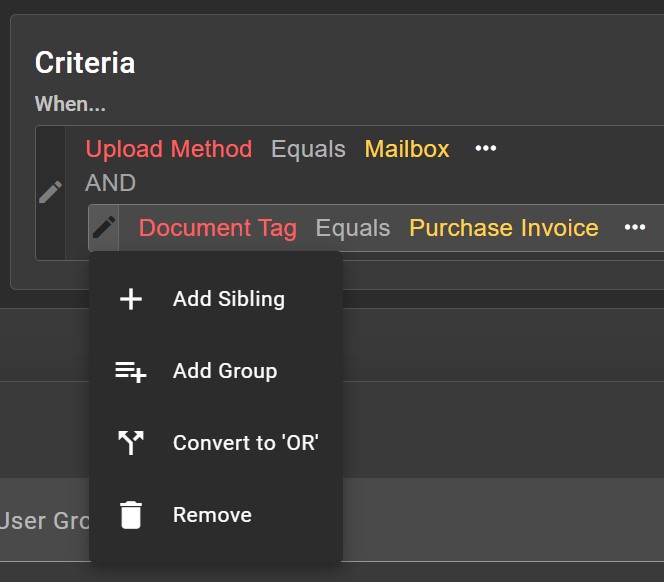 Criteria
When...
Upload Method Equals Mailbox •••
AND
Document Tag Equals Purchase Invoice •••
Add Sibling
Add Group
Convert to 'OR'
Remove
User Gro